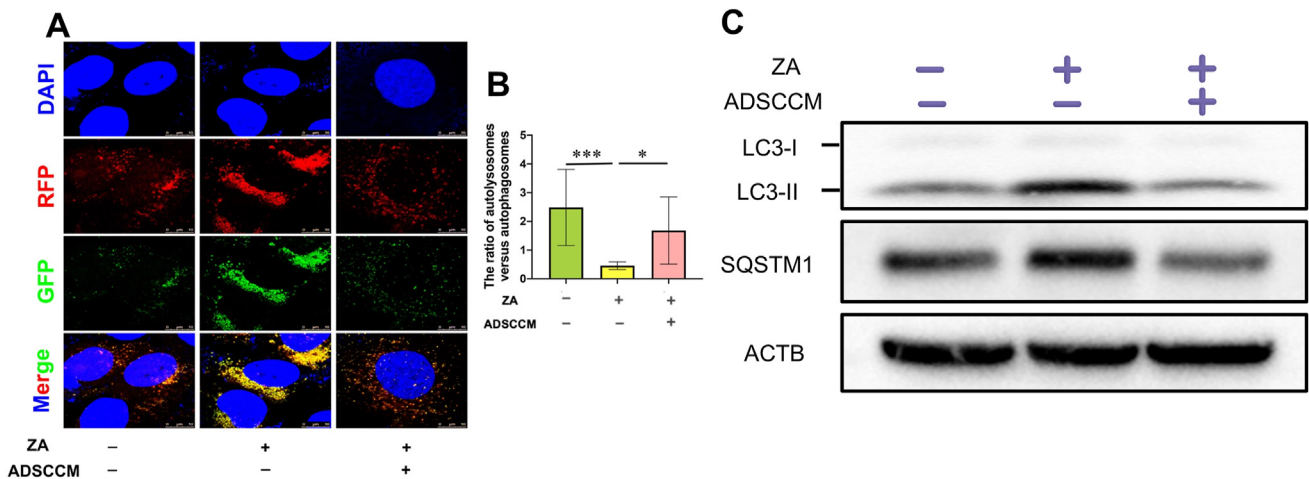 A
DAPI
RFP
GFP
Merge
ZA − + +
ADSCCM − − +
B
The ratio of autolysosomes
versus autophagosomes
5
4
3
2
1
0
*** *
ZA − + +
ADSCCM − − +
C
ZA − + +
ADSCCM − − +
LC3-I
LC3-II
SQSTM1
ACTB